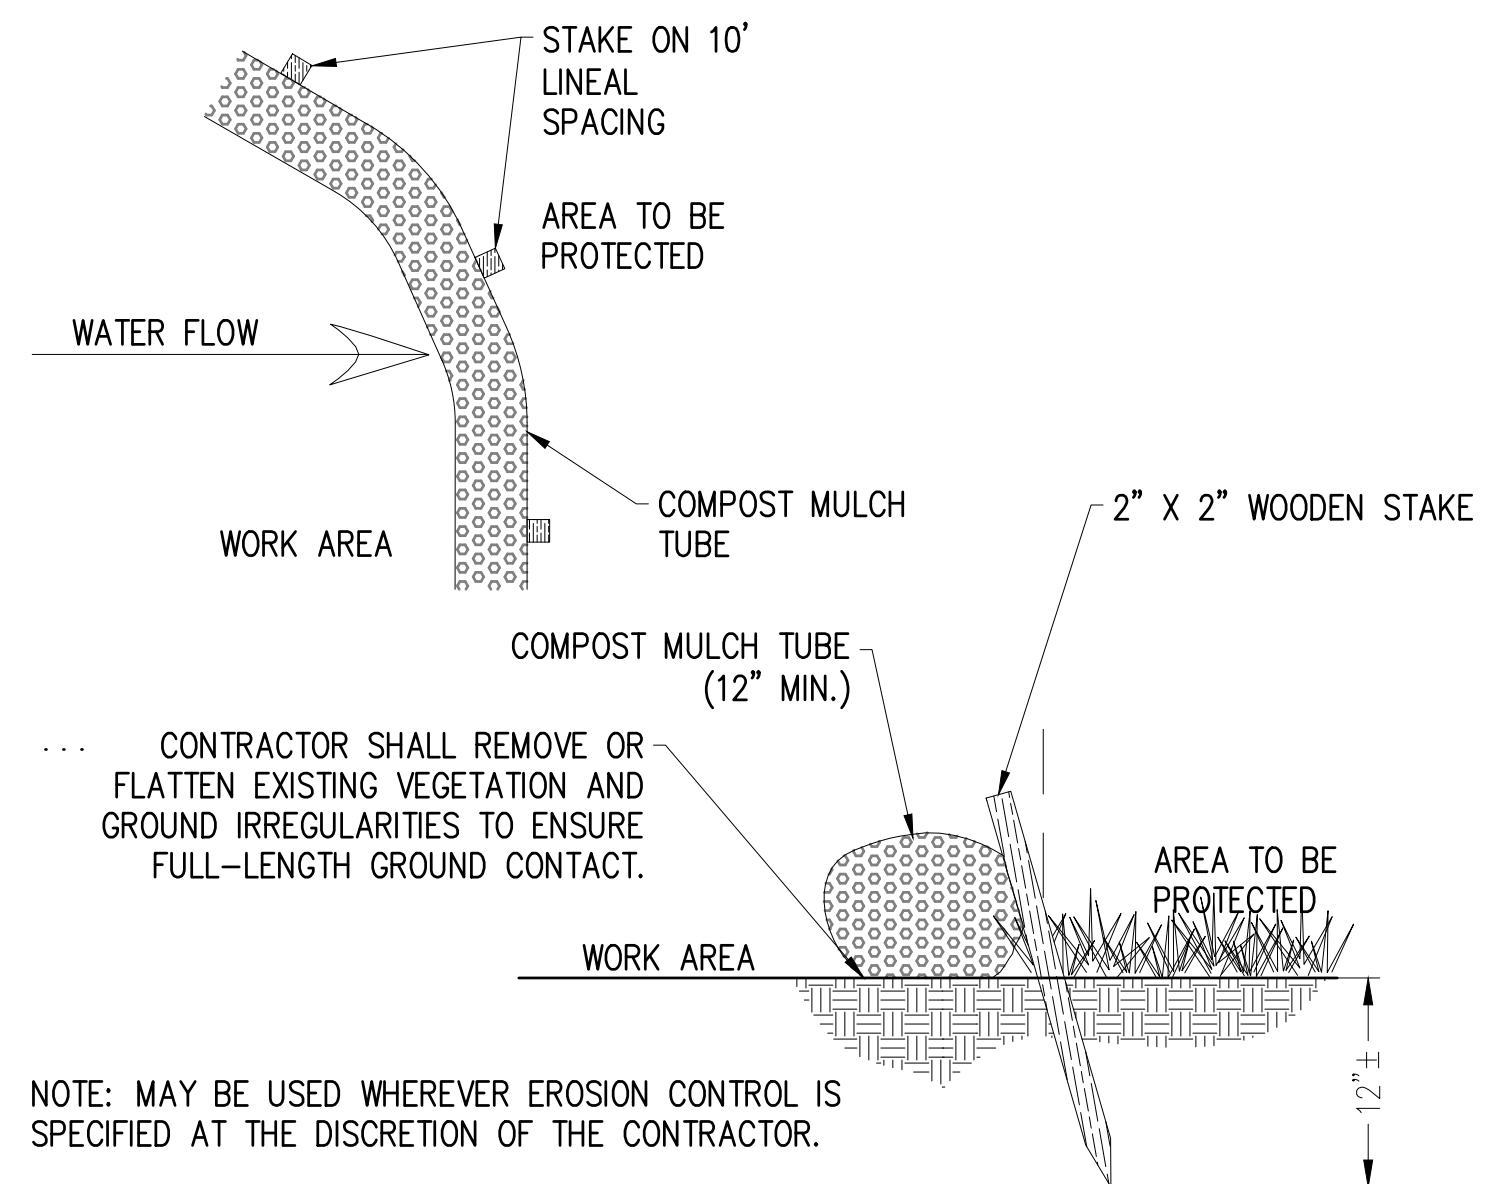 STAKE ON 10'
LINEAL
SPACING
AREA TO BE
PROTECTED
WATER FLOW
COMPOST MULCH
TUBE
WORK AREA
2" X 2" WOODEN STAKE
COMPOST MULCH TUBE
(12" MIN.)
... CONTRACTOR SHALL REMOVE OR
FLATTEN EXISTING VEGETATION AND
GROUND IRREGULARITIES TO ENSURE
FULL-LENGTH GROUND CONTACT.
AREA TO BE
PROTECTED
WORK AREA
12"±
NOTE: MAY BE USED WHEREVER EROSION CONTROL IS
SPECIFIED AT THE DISCRETION OF THE CONTRACTOR.